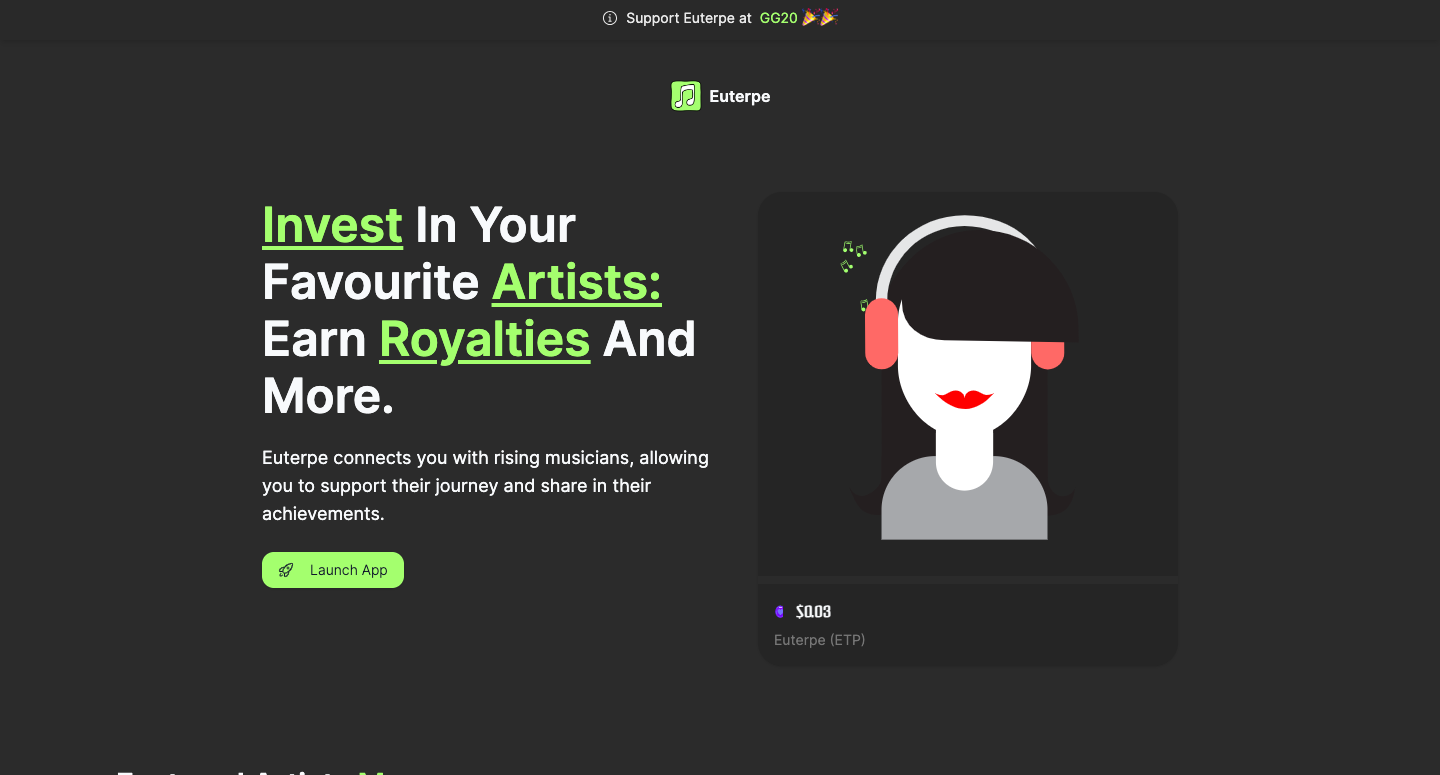 Support Euterpe at GG20 🎉🎉
Euterpe
Invest In Your
Favourite Artists:
Earn Royalties And
More.
Euterpe connects you with rising musicians, allowing
you to support their journey and share in their
achievements.
Launch App
$0.03
Euterpe (ETP)